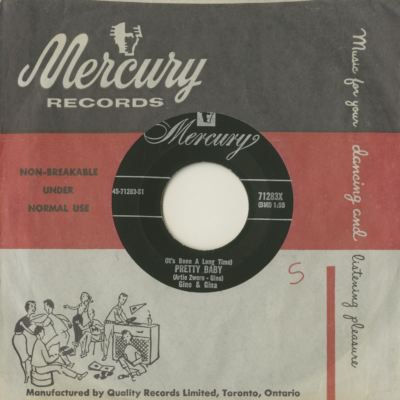 Mercury
RECORDS
Music for your dancing and listening pleasure
NON-BREAKABLE
UNDER
NORMAL USE
Mercury
45-71283-S1
71283X
(BMI) 1:55
(It's Been A Long Time)
PRETTY BABY
(Artie Zwirn - Gino)
Gino & Gina
5
Manufactured by Quality Records Limited, Toronto, Ontario